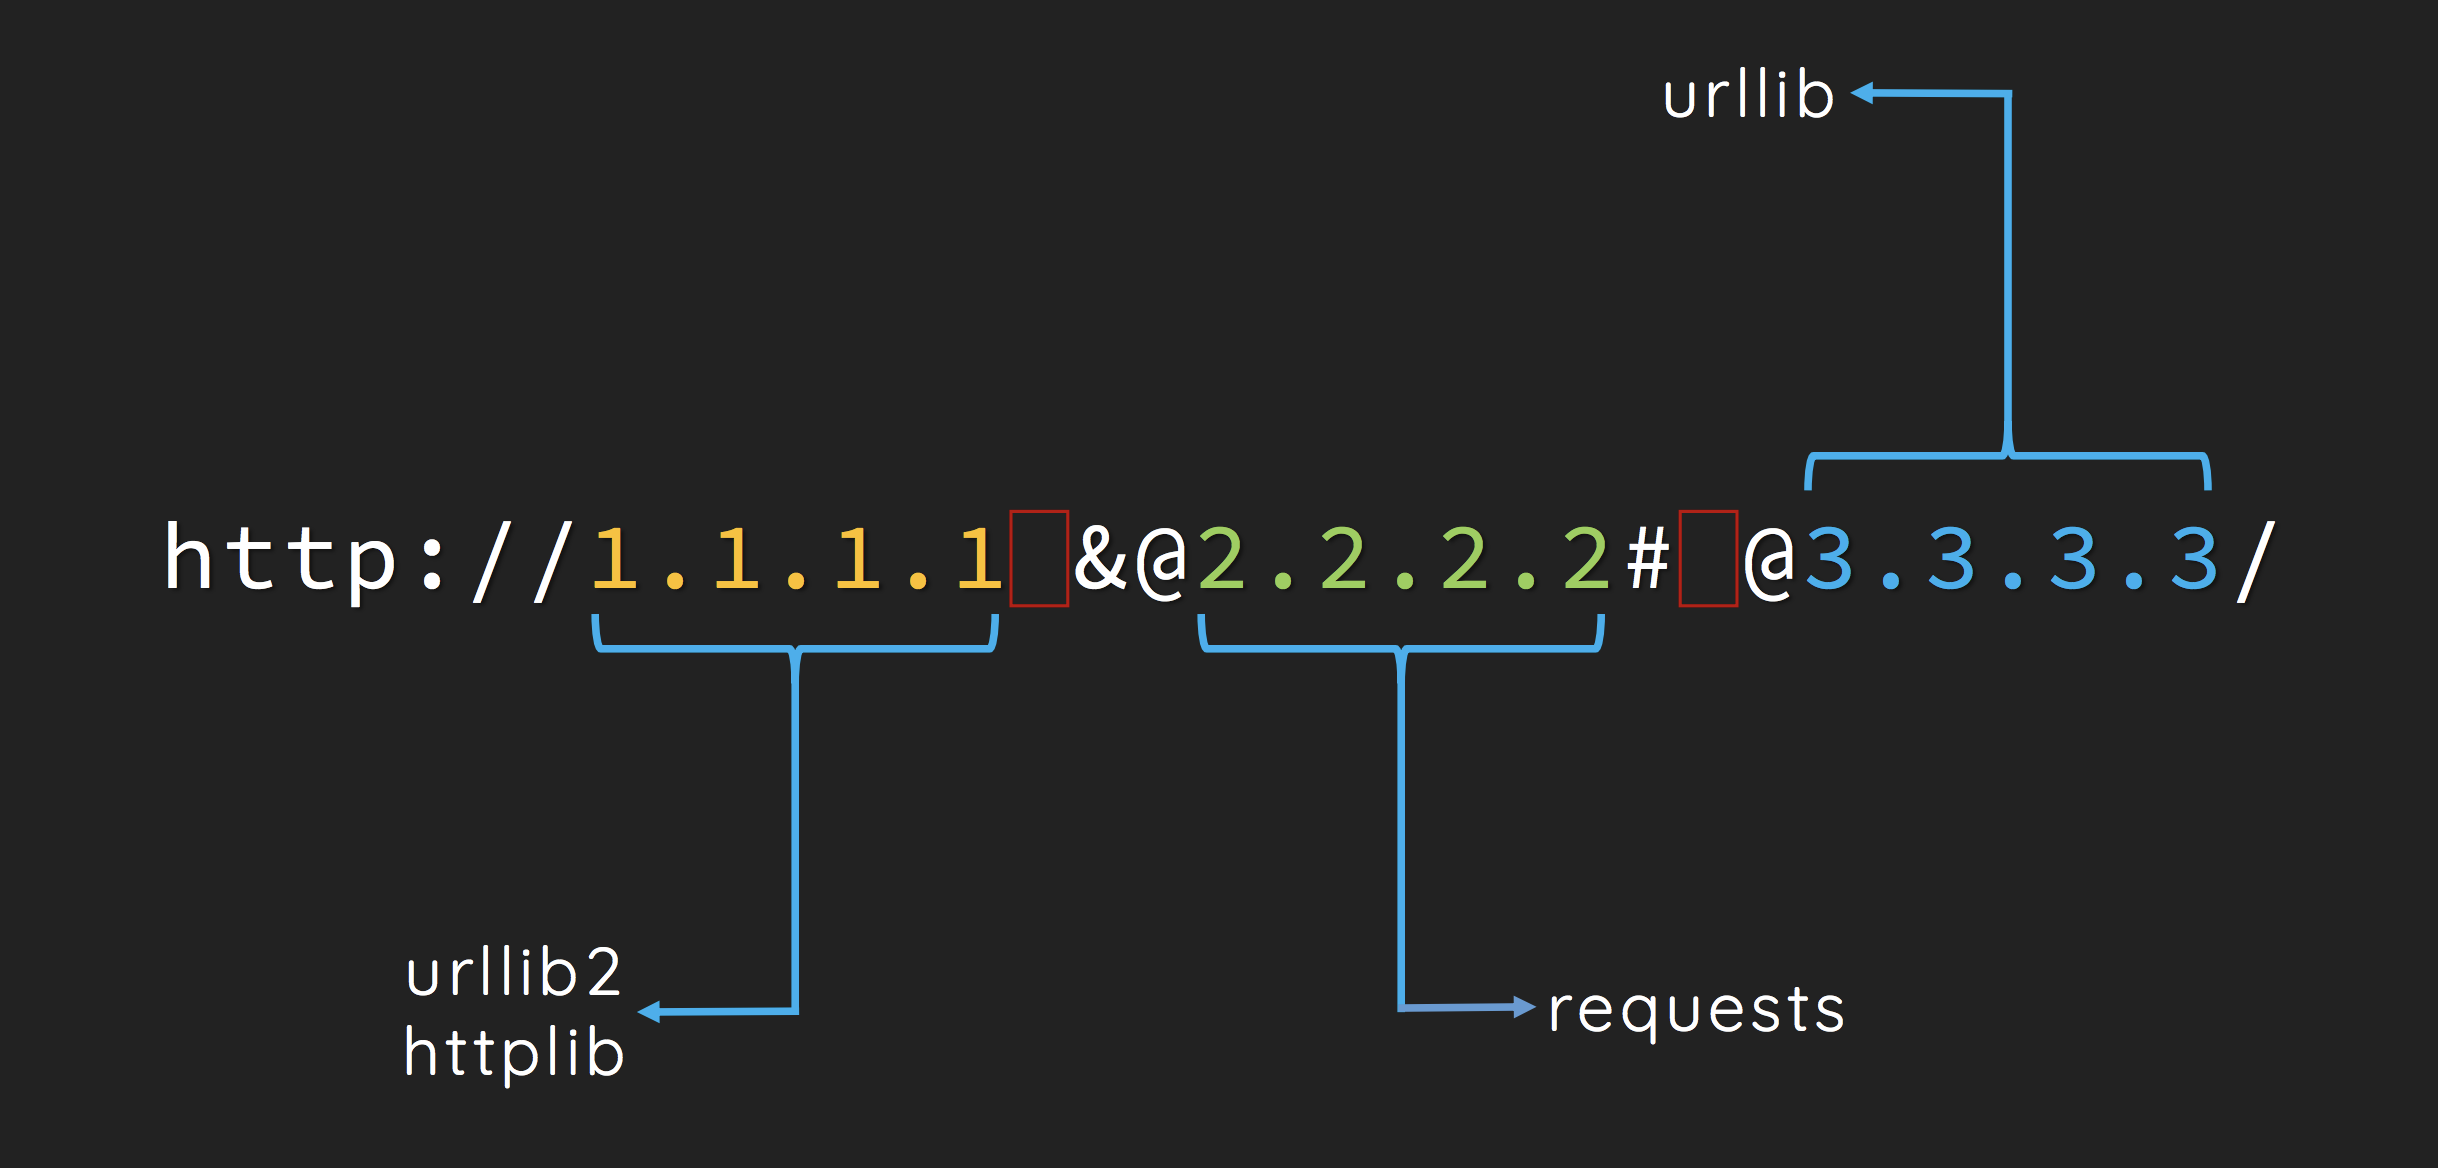 urllib
http://1.1.1.1 &@2.2.2.2# @3.3.3.3/
urllib2
httplib
requests